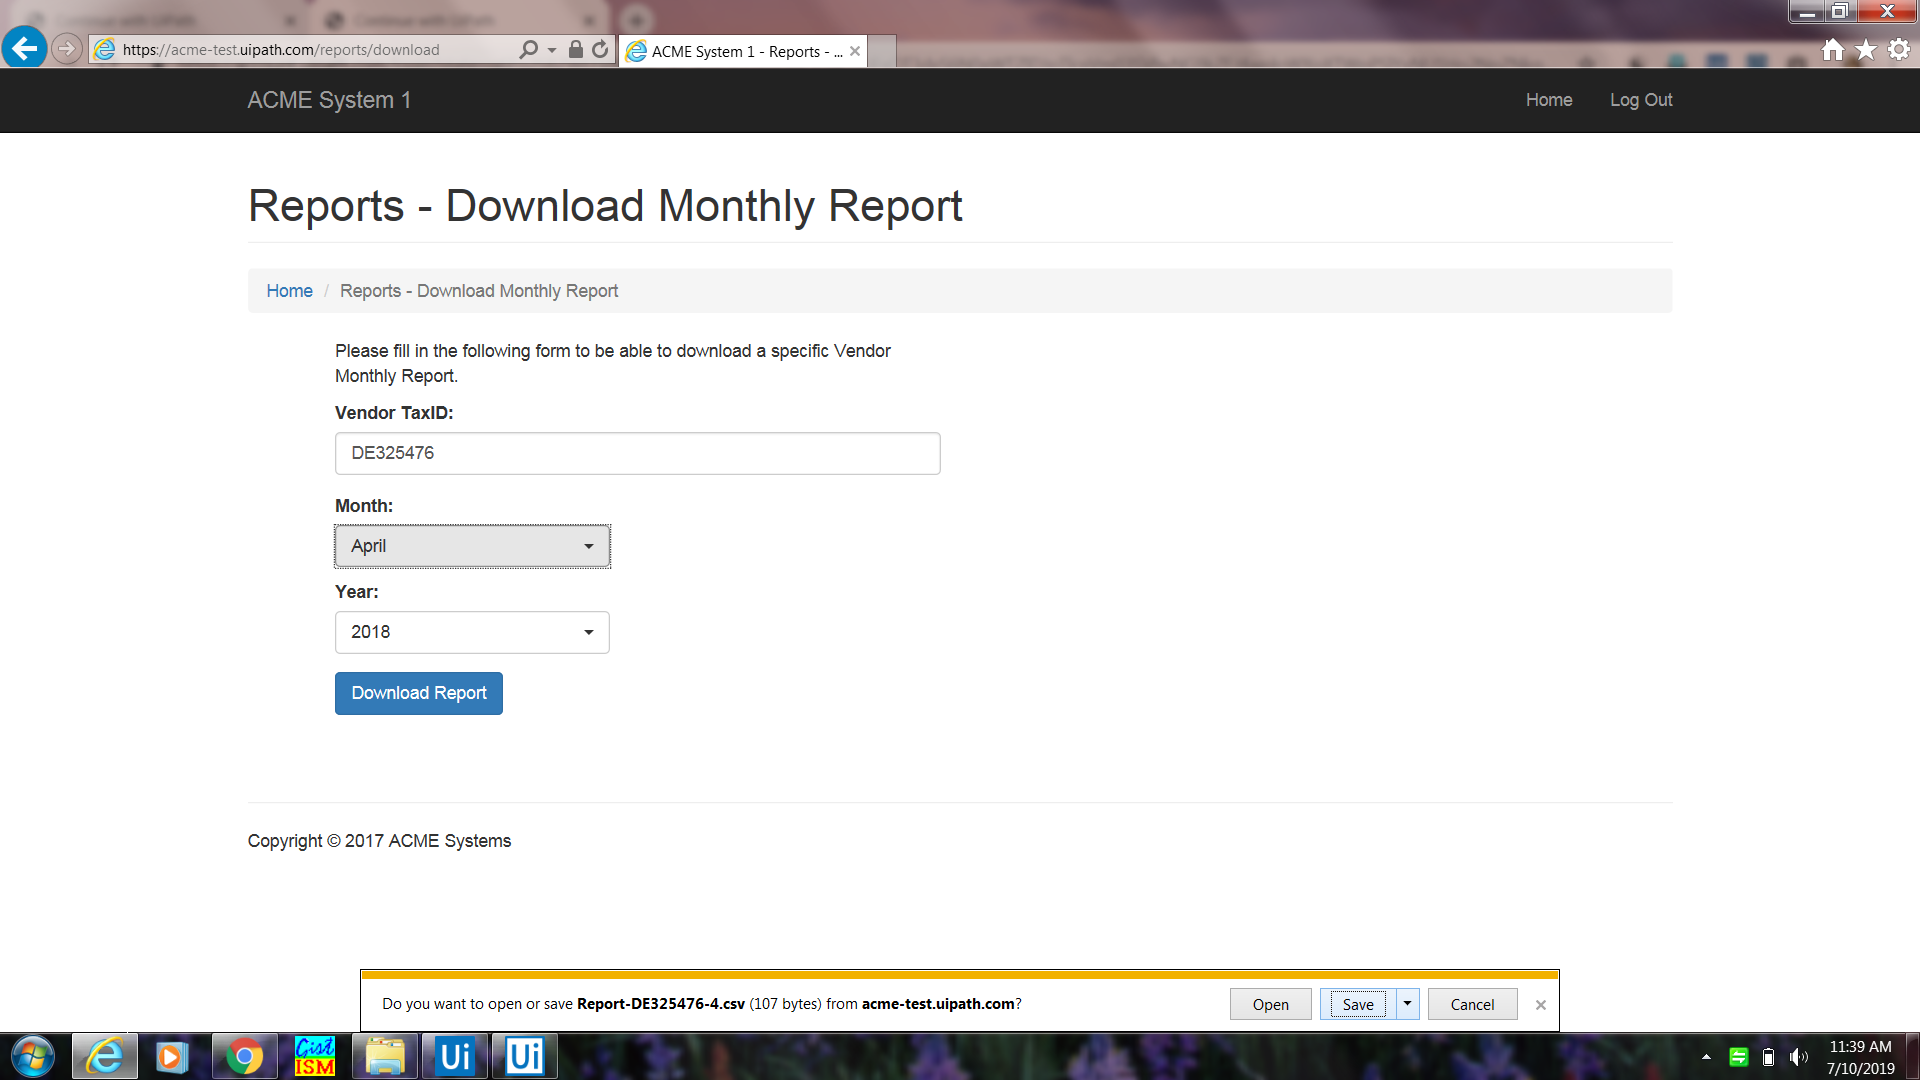 https://acme-test.uipath.com/reports/download
ACME System 1 - Reports - ...
ACME System 1
Home
Log Out
Reports - Download Monthly Report
Home / Reports - Download Monthly Report
Please fill in the following form to be able to download a specific Vendor
Monthly Report.
Vendor TaxID:
DE325476
Month:
April
Year:
2018
Download Report
Copyright © 2017 ACME Systems
Do you want to open or save Report-DE325476-4.csv (107 bytes) from acme-test.uipath.com?
Open
Save
Cancel
Gist
ISM
Ui
Ui
11:39 AM
7/10/2019